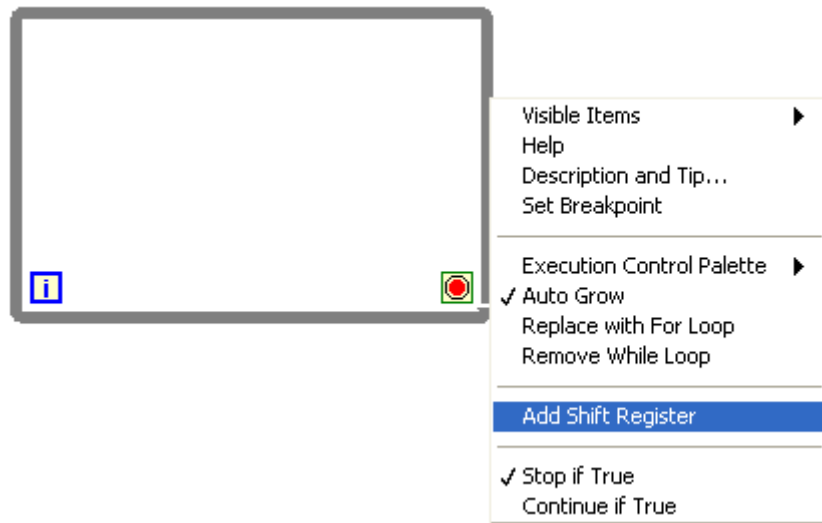 Visible Items
Help
Description and Tip...
Set Breakpoint
Execution Control Palette
Auto Grow
Replace with For Loop
Remove While Loop
Add Shift Register
Stop if True
Continue if True
i